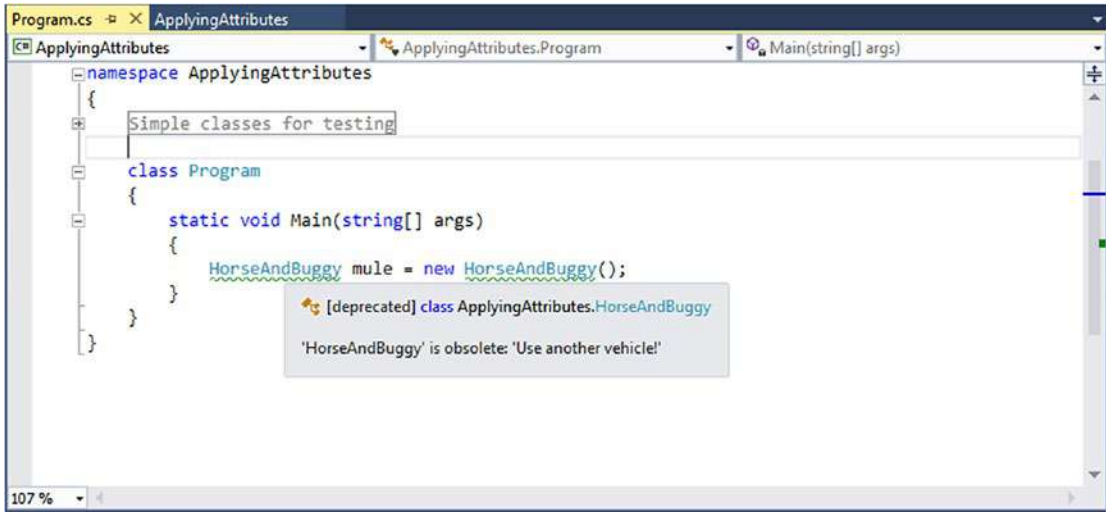 Program.cs ApplyingAttributes
ApplyingAttributes ApplyingAttributes.Program Main(string[] args)
namespace ApplyingAttributes
{
Simple classes for testing
class Program
{
static void Main(string[] args)
{
HorseAndBuggy mule = new HorseAndBuggy();
}
[deprecated] class ApplyingAttributes.HorseAndBuggy
}
'HorseAndBuggy' is obsolete: 'Use another vehicle!'
}
107 %